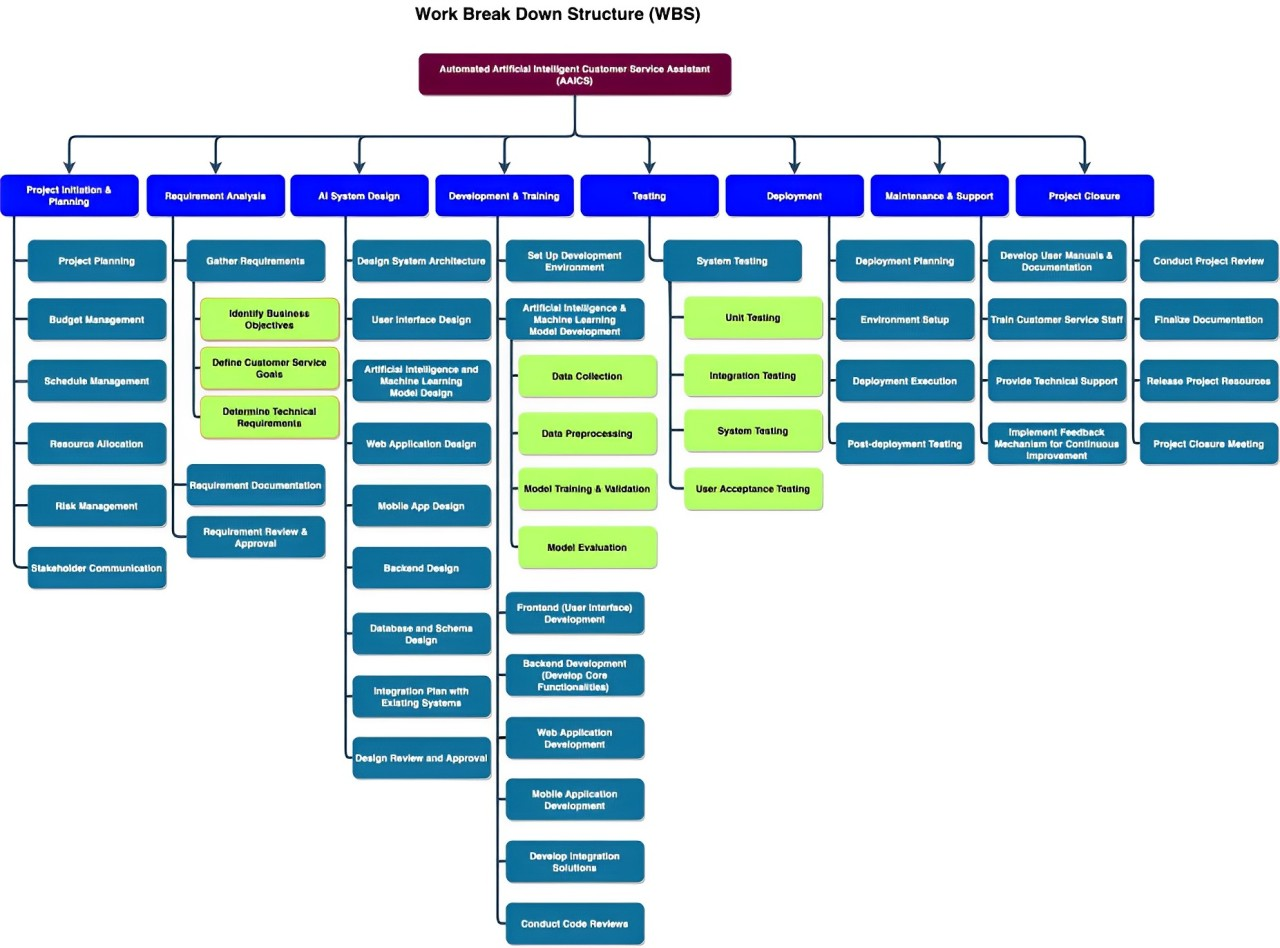 Work Break Down Structure (WBS)
Automated Artificial Intelligent Customer Service Assistant
(AAICS)
Project Initiation &
Planning
Project Planning
Budget Management
Schedule Management
Resource Allocation
Risk Management
Stakeholder Communication
Requirement Analysis
Gather Requirements
Identify Business
Objectives
Define Customer Service
Goals
Determine Technical
Requirements
Requirement Documentation
Requirement Review &
Approval
AI System Design
Design System Architecture
User Interface Design
Artificial Intelligence and
Machine Learning
Model Design
Web Application Design
Mobile App Design
Backend Design
Database and Schema
Design
Integration Plan with
Existing Systems
Design Review and Approval
Development & Training
Set Up Development
Environment
Artificial Intelligence &
Machine Learning
Model Development
Data Collection
Data Preprocessing
Model Training & Validation
Model Evaluation
Frontend (User Interface)
Development
Backend Development
(Develop Core
Functionalities)
Web Application
Development
Mobile Application
Development
Develop Integration
Solutions
Conduct Code Reviews
Testing
System Testing
Unit Testing
Integration Testing
System Testing
User Acceptance Testing
Deployment
Deployment Planning
Environment Setup
Deployment Execution
Post-deployment Testing
Maintenance & Support
Develop User Manuals &
Documentation
Train Customer Service Staff
Provide Technical Support
Implement Feedback
Mechanism for Continuous
Improvement
Project Closure
Conduct Project Review
Finalize Documentation
Release Project Resources
Project Closure Meeting